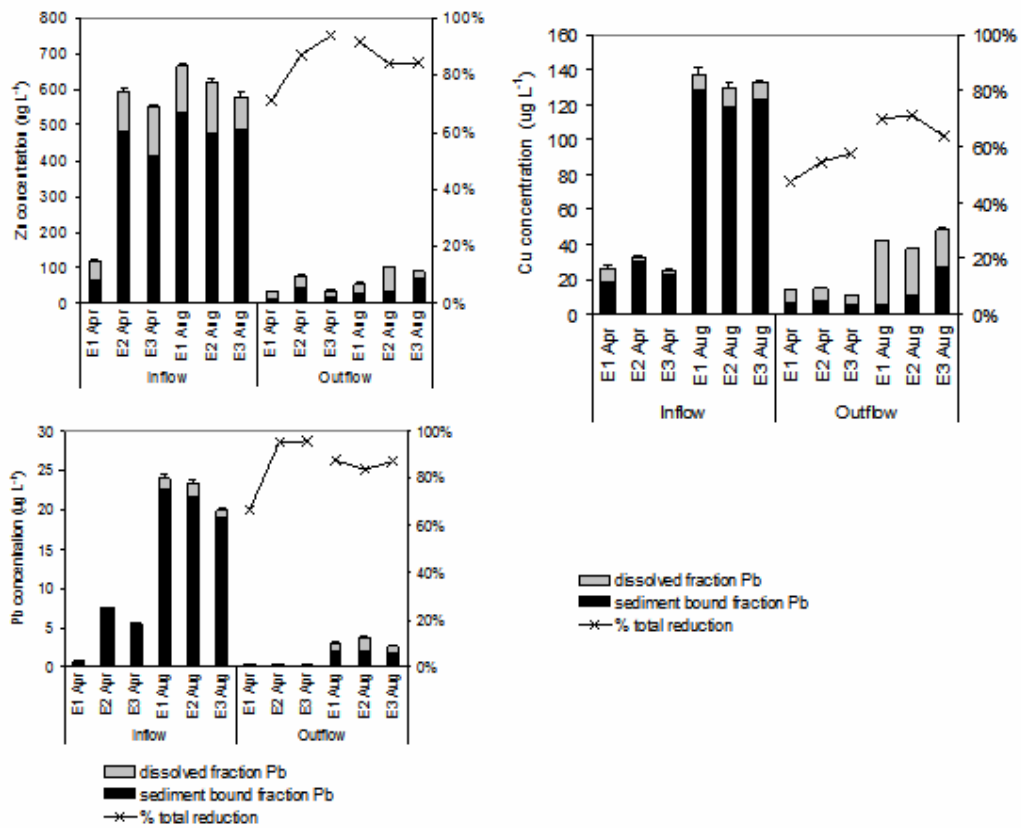 800
700
600
500
400
300
200
100
0
Zn concentration (µg L-1)
100%
80%
60%
40%
20%
0%
E1 Apr
E2 Apr
E3 Apr
E1 Aug
E2 Aug
E3 Aug
E1 Apr
E2 Apr
E3 Apr
E1 Aug
E2 Aug
E3 Aug
Inflow
Outflow
160
140
120
100
80
60
40
20
0
Cu concentration (ug L-1)
100%
80%
60%
40%
20%
0%
E1 Apr
E2 Apr
E3 Apr
E1 Aug
E2 Aug
E3 Aug
E1 Apr
E2 Apr
E3 Apr
E1 Aug
E2 Aug
E3 Aug
Inflow
Outflow
30
25
20
15
10
5
0
Pb concentration (µg L-1)
100%
80%
60%
40%
20%
0%
E1 Apr
E2 Apr
E3 Apr
E1 Aug
E2 Aug
E3 Aug
E1 Apr
E2 Apr
E3 Apr
E1 Aug
E2 Aug
E3 Aug
Inflow
Outflow
dissolved fraction Pb
sediment bound fraction Pb
% total reduction
dissolved fraction Pb
sediment bound fraction Pb
% total reduction